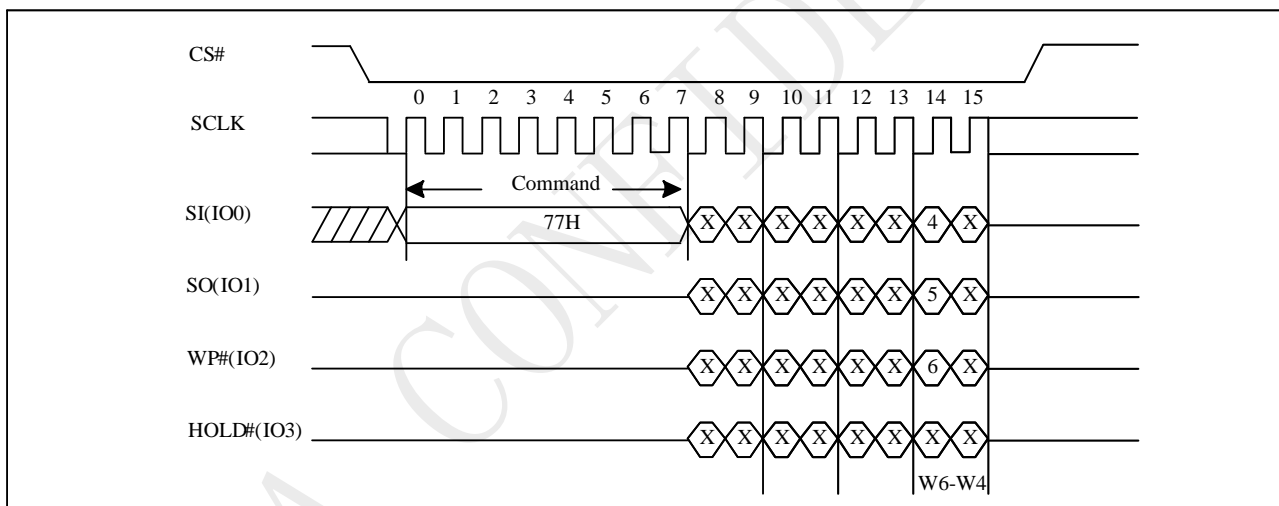 CS#
0 1 2 3 4 5 6 7 8 9 10 11 12 13 14 15
SCLK
Command
SI(IO0) 77H X X X X X X 4 X
SO(IO1) X X X X X X 5 X
WP#(IO2) X X X X X X 6 X
HOLD#(IO3) X X X X X X X X
W6-W4
A CONFIDE